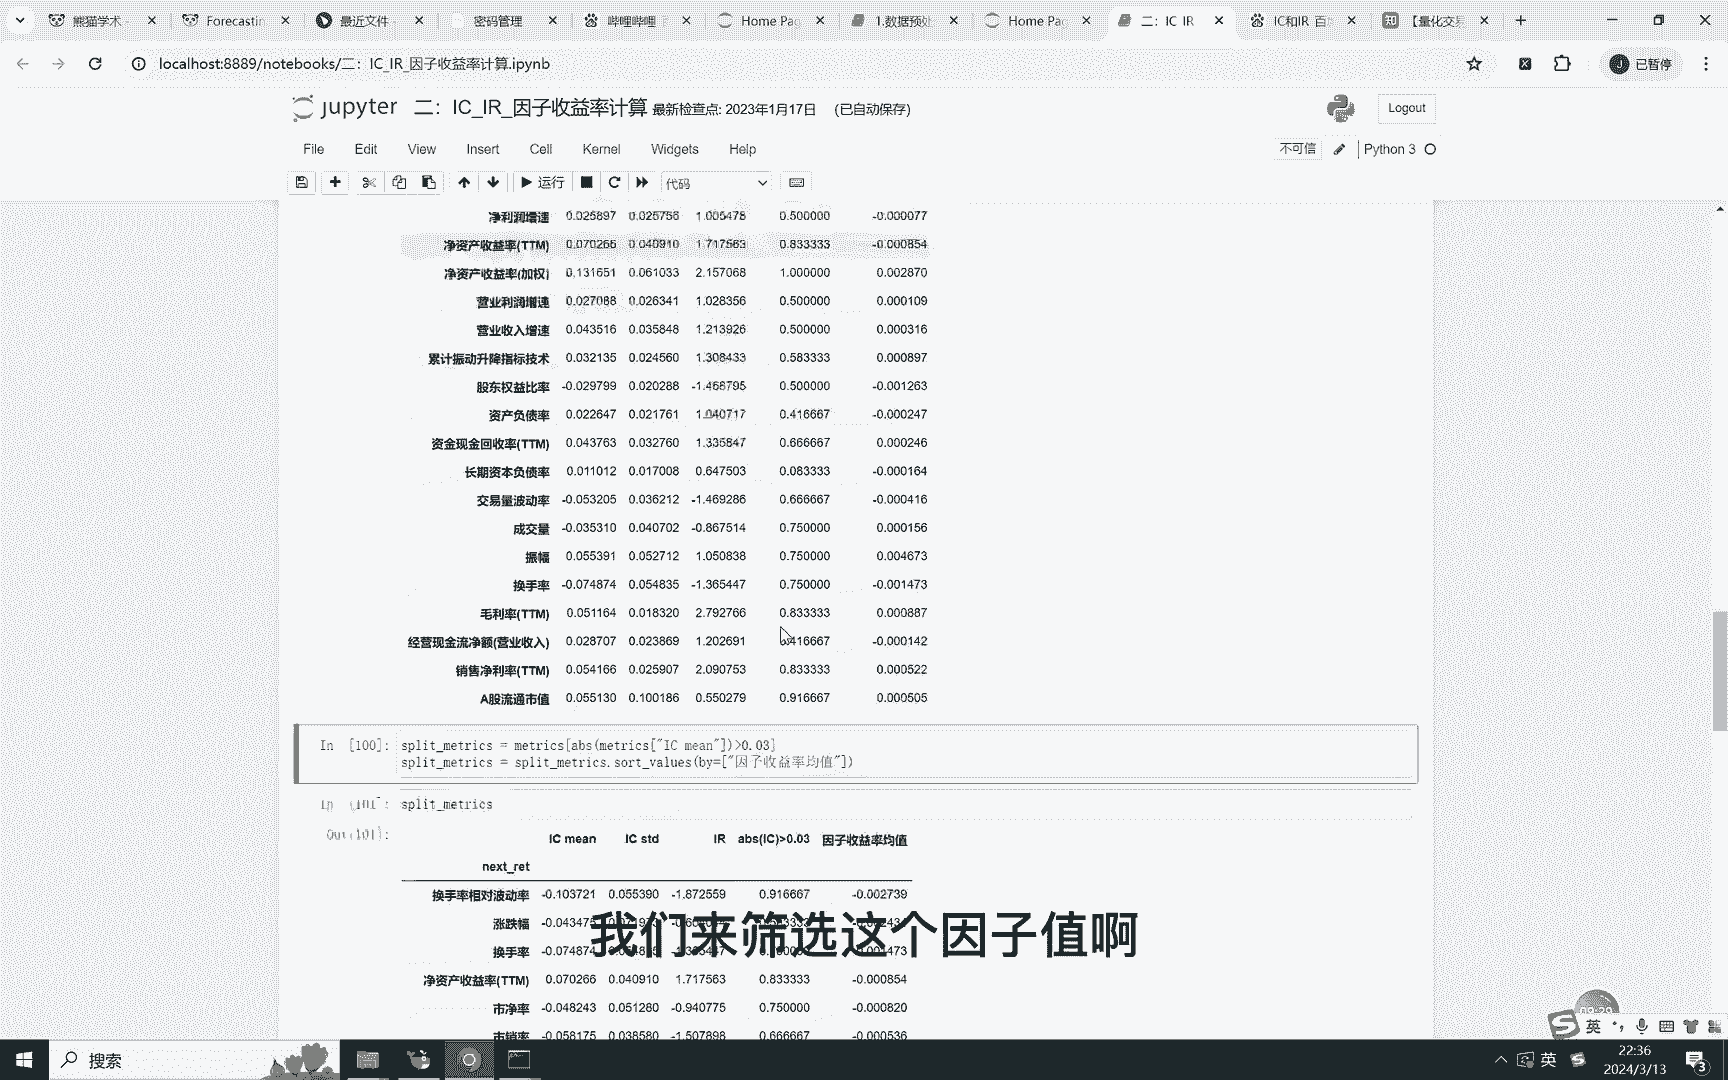 熊猫学术
Forecastin
最近文件
密码管理
哔哩哔哩
Home Pag
1.数据预处
Home Pag
二：IC_IR
IC和IR_百
【量化交易
localhost:8889/notebooks/二：IC_IR_因子收益率计算.ipynb
已暂停
jupyter 二：IC_IR_因子收益率计算 最新检查点: 2023年1月17日 (已自动保存)
Logout
File Edit View Insert Cell Kernel Widgets Help
不可信 Python 3
运行 代码
净利润增速 0.025897 0.025756 1.005478 0.500000 -0.000077
净资产收益率(TTM) 0.070266 0.040910 1.717563 0.833333 -0.000854
净资产收益率(加权) 0.131651 0.061033 2.157068 1.000000 0.002870
营业利润增速 0.027088 0.026341 1.028356 0.500000 0.000109
营业收入增速 0.043516 0.035848 1.213926 0.500000 0.000316
累计振动升降指标技术 0.032135 0.024560 1.308433 0.583333 0.000897
股东权益比率 -0.029799 0.020288 -1.468795 0.500000 -0.001263
资产负债率 0.022647 0.021761 1.040717 0.416667 -0.000247
资金现金回收率(TTM) 0.043763 0.032760 1.335847 0.666667 0.000246
长期资本负债率 0.011012 0.017008 0.647503 0.083333 -0.000164
交易量波动率 -0.053205 0.036212 -1.469286 0.666667 -0.000416
成交量 -0.035310 0.040702 -0.867514 0.750000 0.000156
振幅 0.055391 0.052712 1.050838 0.750000 0.004673
换手率 -0.074874 0.054835 -1.365447 0.750000 -0.001473
毛利率(TTM) 0.051164 0.018320 2.792766 0.833333 0.000887
经营现金流净额(营业收入) 0.028707 0.023869 1.202691 0.416667 -0.000142
销售净利率(TTM) 0.054166 0.025907 2.090753 0.833333 0.000522
A股流通市值 0.055130 0.100186 0.550279 0.916667 0.000505
In [100]: split_metrics = metrics[abs(metrics["IC mean"])>0.03]
split_metrics = split_metrics.sort_values(by=["因子收益率均值"])
In [101]: split_metrics
Out[101]:
IC mean IC std IR abs(IC)>0.03 因子收益率均值
next_ret
换手率相对波动率 -0.103721 0.055390 -1.872559 0.916667 -0.002739
涨跌幅 -0.043475
换手率 -0.074874
我们来筛选这个因子值啊
净资产收益率(TTM) 0.070266 0.040910 1.717563 0.833333 -0.000854
市净率 -0.048243 0.051280 -0.940775 0.750000 -0.000820
市销率 -0.058175 0.038580 -1.507898 0.666667 -0.000536
英
搜索
英
22:36
2024/3/13
3